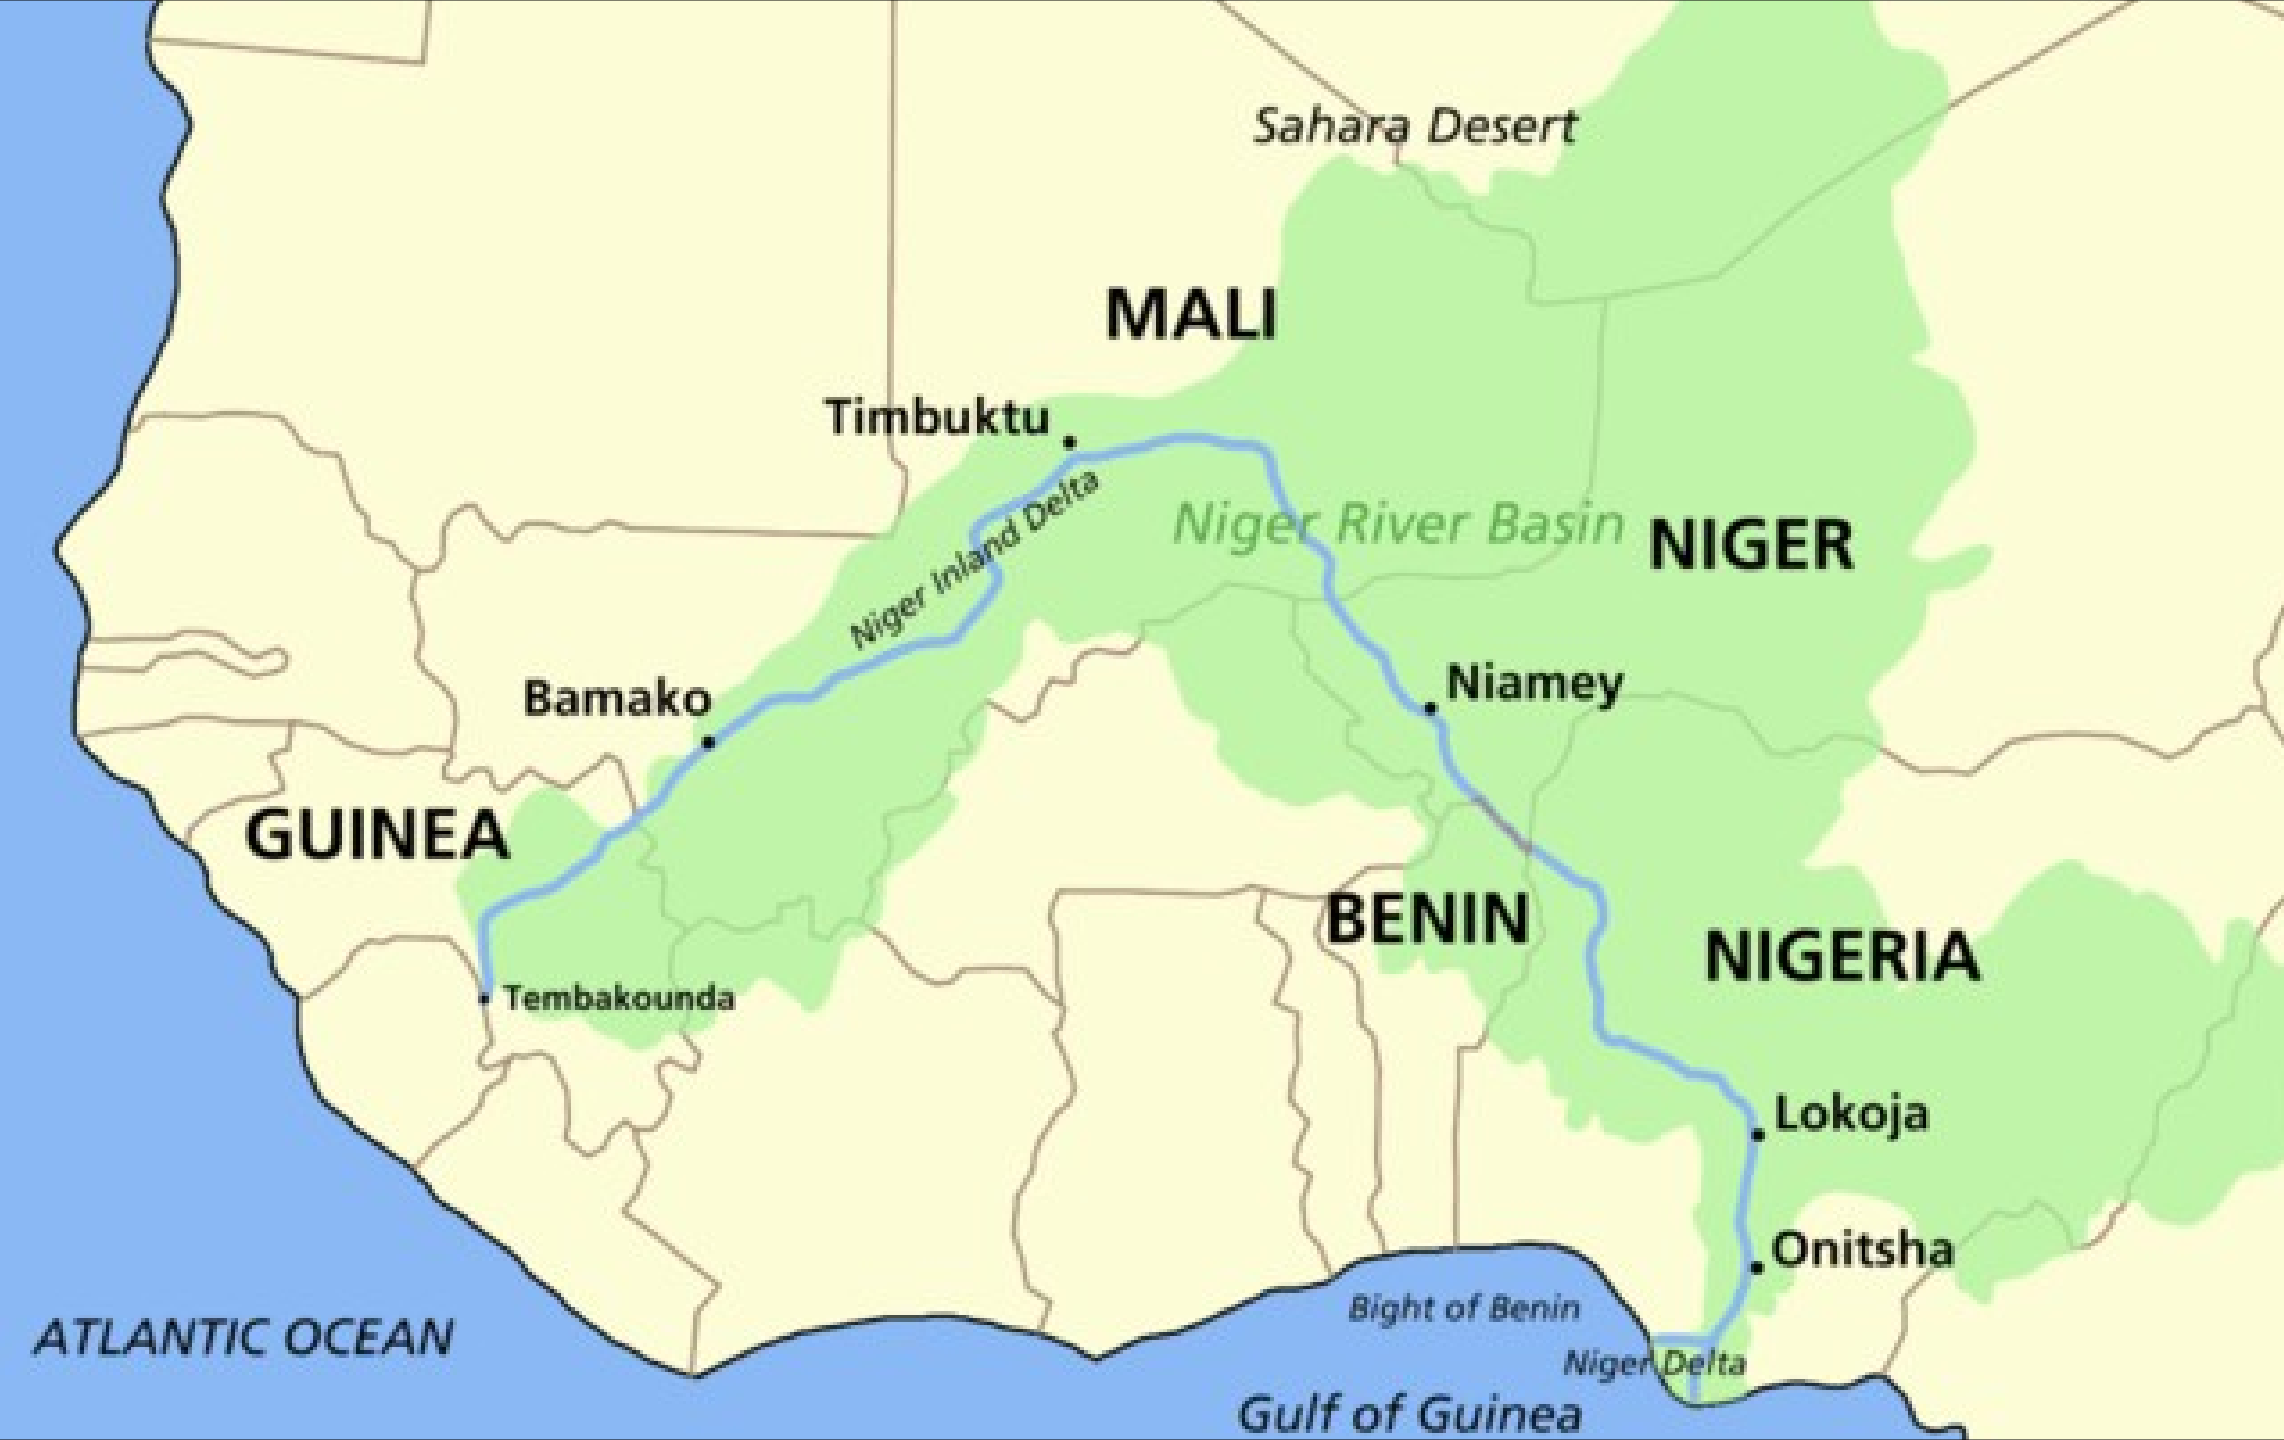 Sahara Desert
MALI
Timbuktu
Niger Inland Delta
Niger River Basin
NIGER
Bamako
Niamey
GUINEA
BENIN
NIGERIA
Tembakounda
Lokoja
Onitsha
Bight of Benin
ATLANTIC OCEAN
Niger Delta
Gulf of Guinea